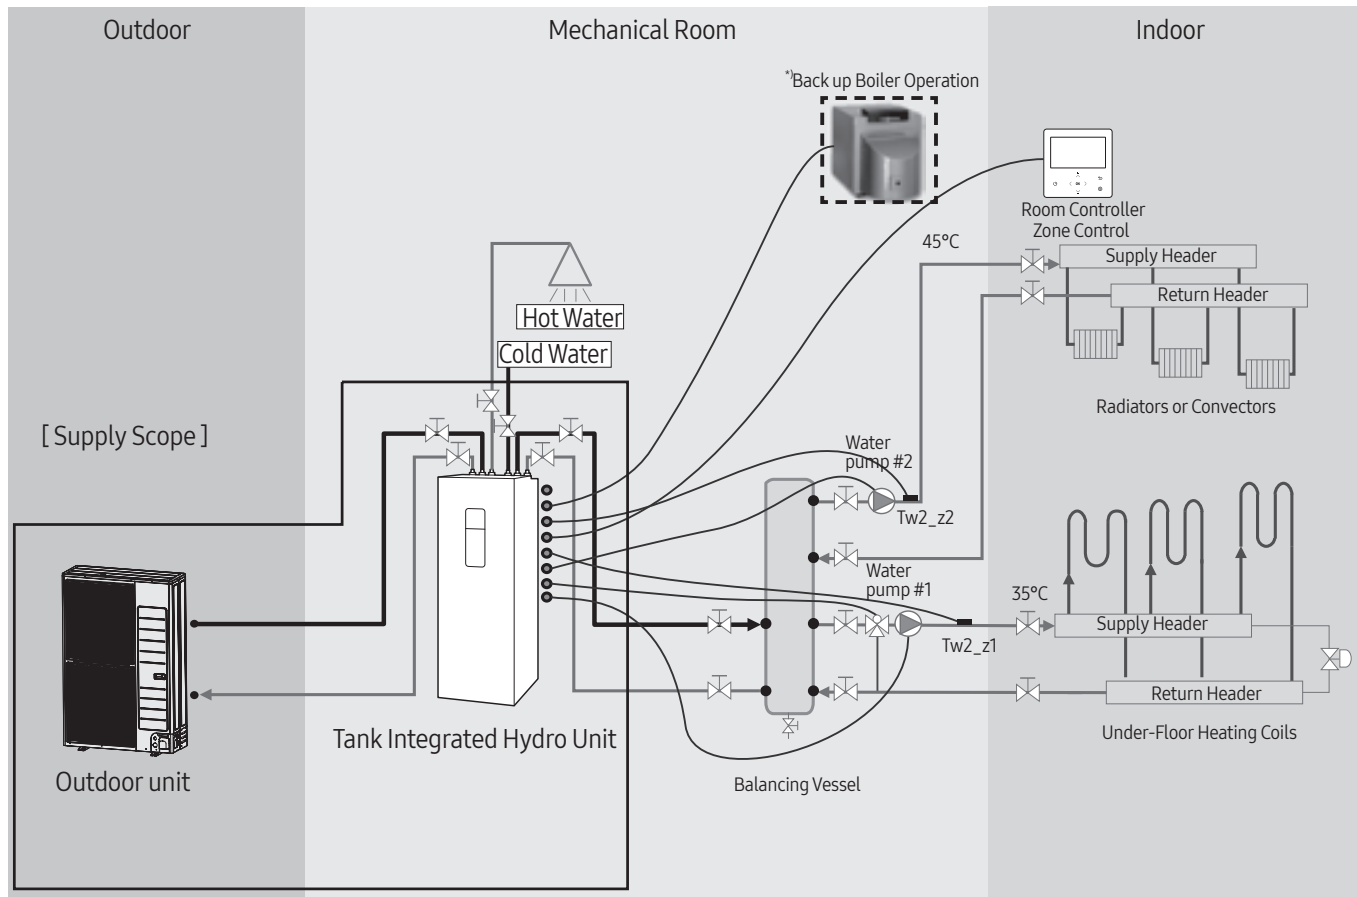 Outdoor
Mechanical Room
Indoor
*)Back up Boiler Operation
Room Controller
Zone Control
45°C
Supply Header
Return Header
Hot Water
Cold Water
Radiators or Convectors
[ Supply Scope ]
Water
pump #2
Tw2_z2
Water
pump #1
35°C
Supply Header
Tw2_z1
Return Header
Under-Floor Heating Coils
Tank Integrated Hydro Unit
Outdoor unit
Balancing Vessel